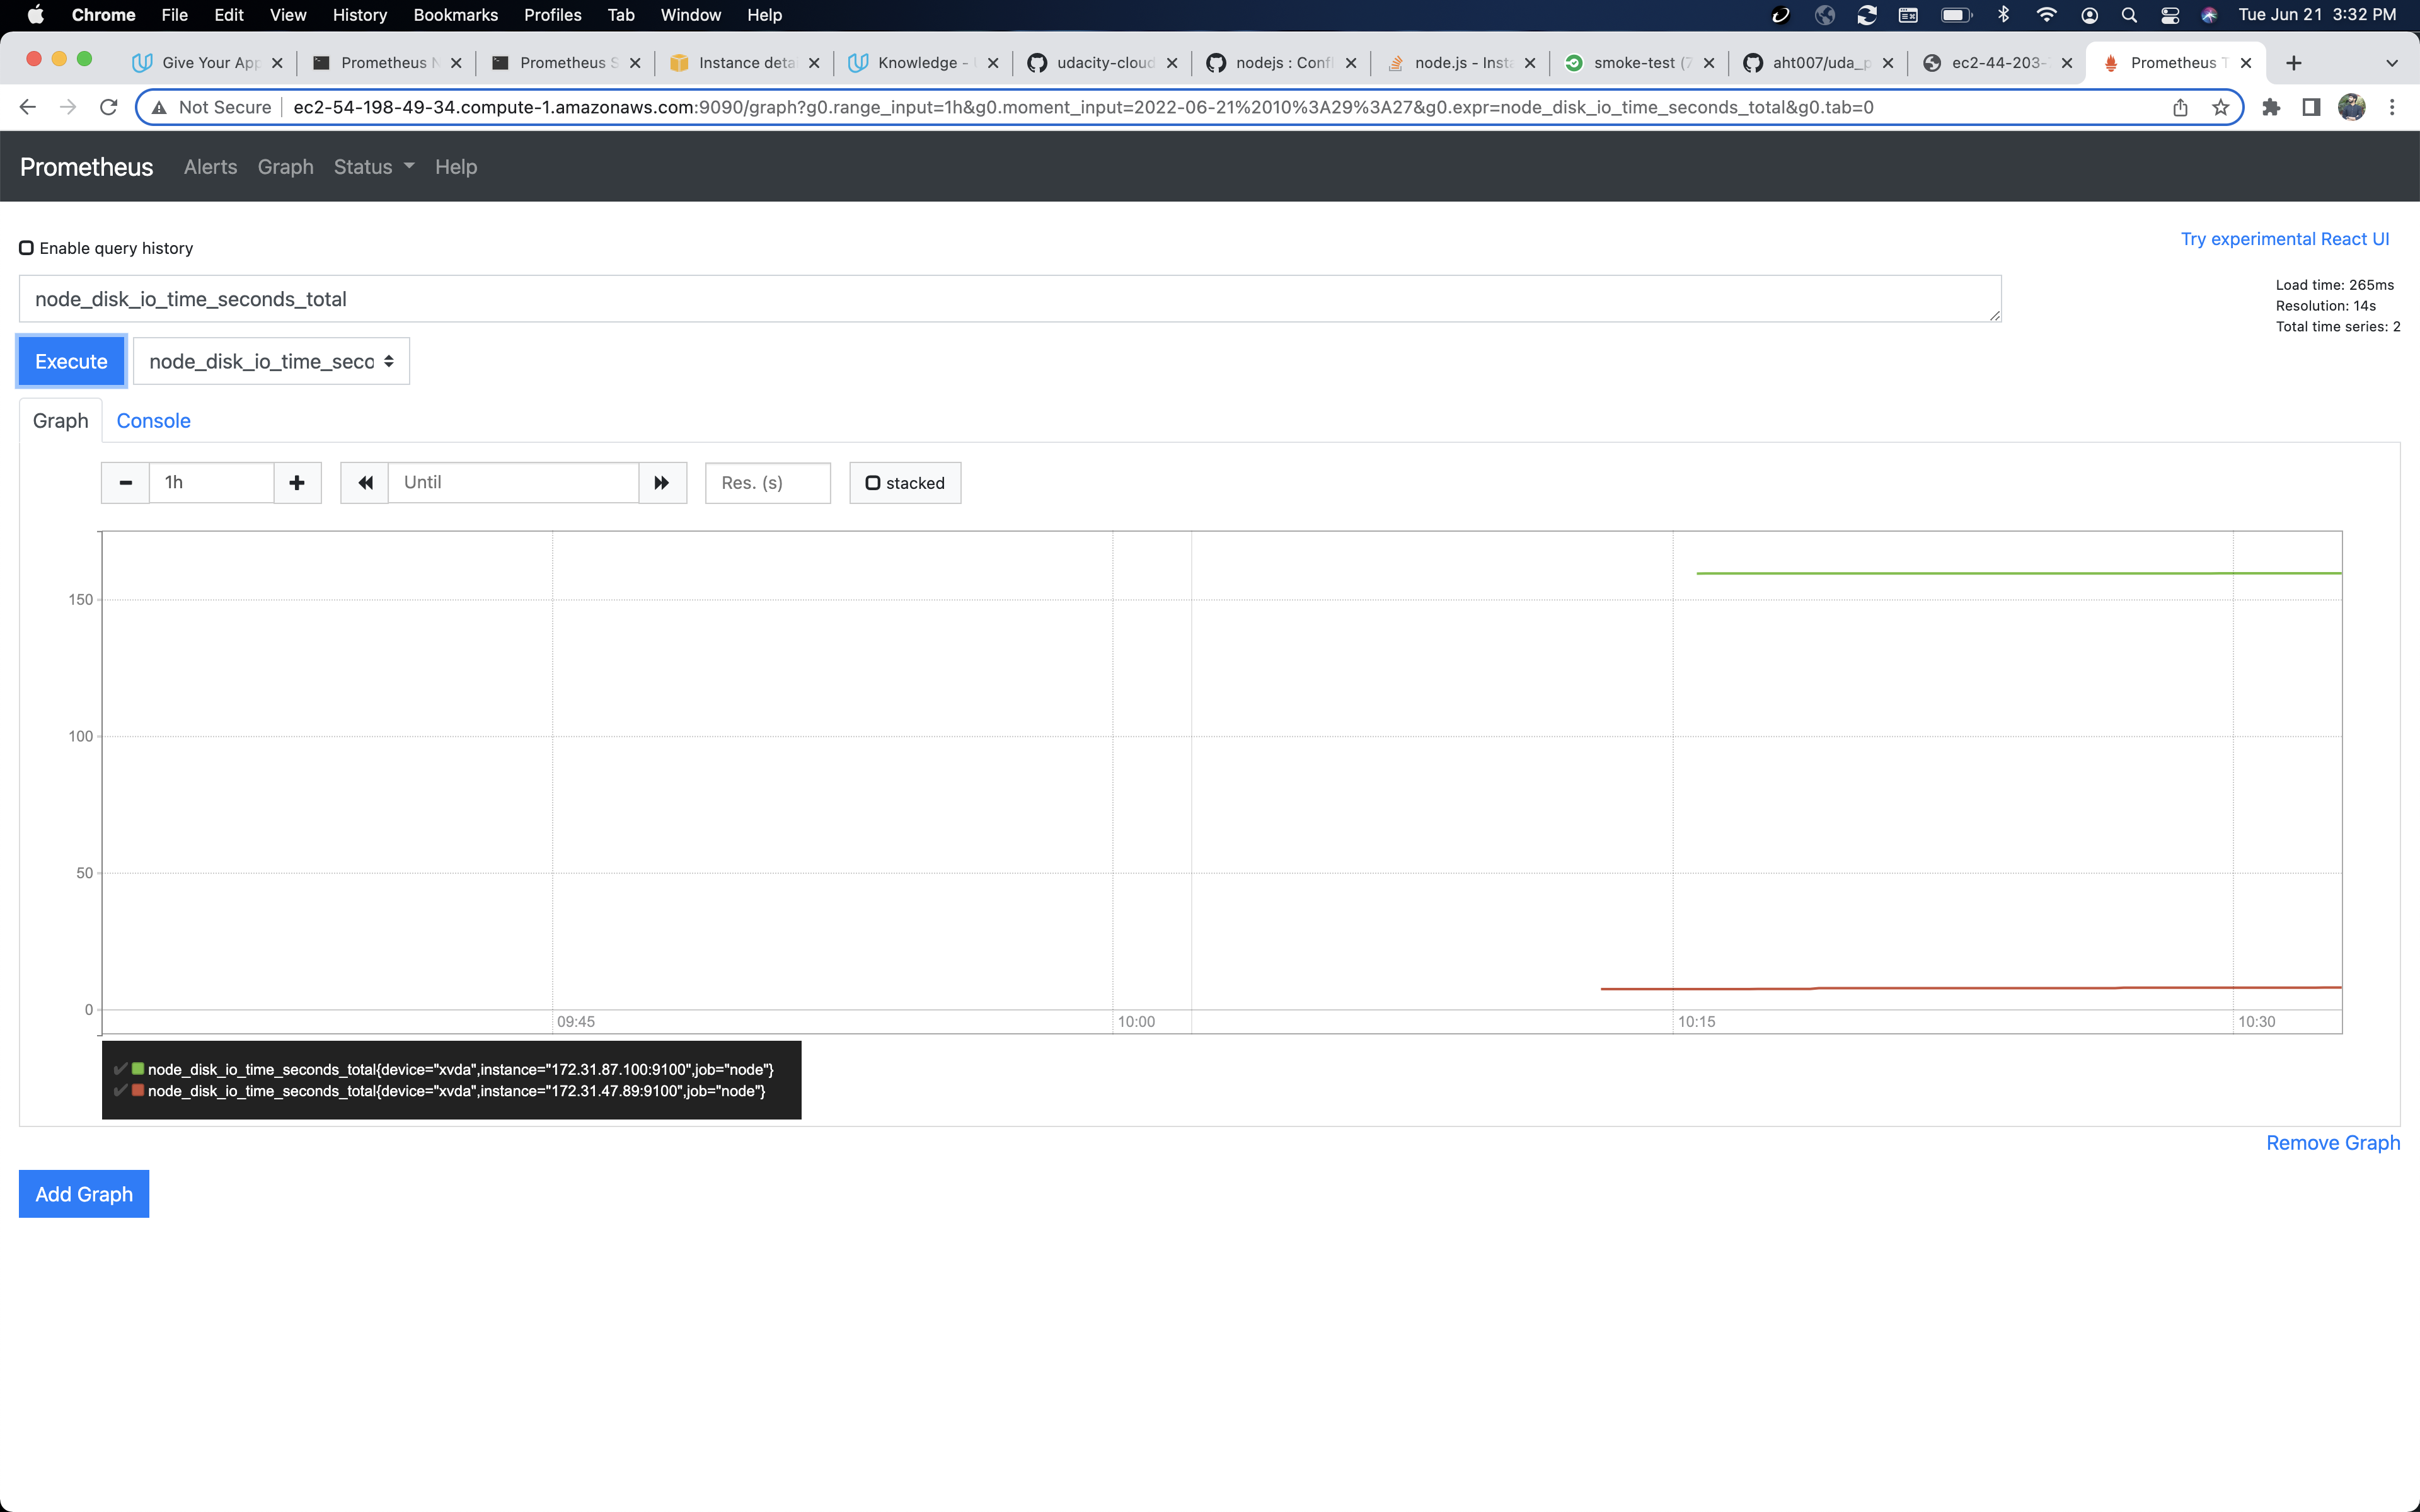 Chrome File Edit View History Bookmarks Profiles Tab Window Help Tue Jun 21 3:32 PM
Give Your App Prometheus N Prometheus S Instance deta Knowledge - udacity-cloud nodejs : Confi node.js - Insta smoke-test (7 aht007/uda_p ec2-44-203- Prometheus T
Not Secure ec2-54-198-49-34.compute-1.amazonaws.com:9090/graph?g0.range_input=1h&g0.moment_input=2022-06-21%2010%3A29%3A27&g0.expr=node_disk_io_time_seconds_total&g0.tab=0
Prometheus Alerts Graph Status Help
Enable query history
Try experimental React UI
node_disk_io_time_seconds_total
Load time: 265ms
Resolution: 14s
Total time series: 2
Execute node_disk_io_time_secc
Graph Console
1h Until Res. (s) stacked
150
100
50
0
09:45 10:00 10:15 10:30
node_disk_io_time_seconds_total{device="xvda",instance="172.31.87.100:9100",job="node"}
node_disk_io_time_seconds_total{device="xvda",instance="172.31.47.89:9100",job="node"}
Remove Graph
Add Graph